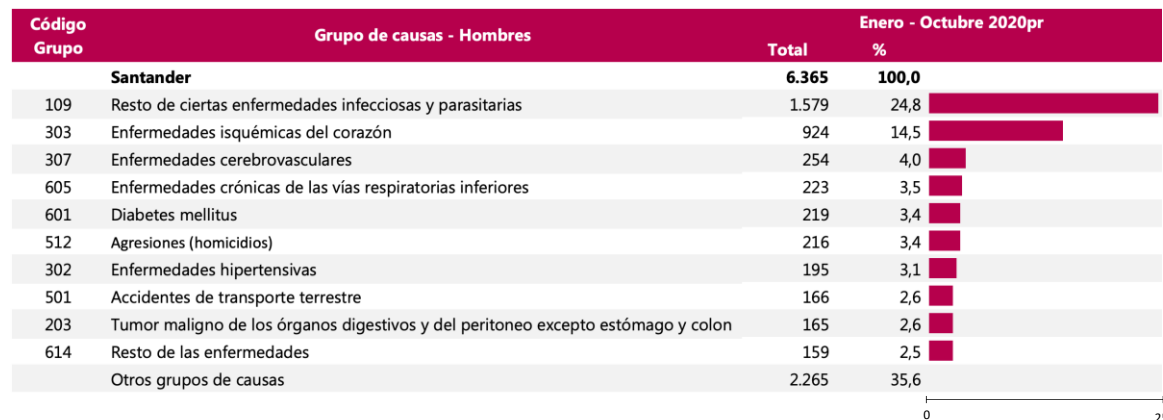 Código Grupo Grupo de causas - Hombres Enero - Octubre 2020pr
Total %
Santander 6.365 100,0
109 Resto de ciertas enfermedades infecciosas y parasitarias 1.579 24,8
303 Enfermedades isquémicas del corazón 924 14,5
307 Enfermedades cerebrovasculares 254 4,0
605 Enfermedades crónicas de las vías respiratorias inferiores 223 3,5
601 Diabetes mellitus 219 3,4
512 Agresiones (homicidios) 216 3,4
302 Enfermedades hipertensivas 195 3,1
501 Accidentes de transporte terrestre 166 2,6
203 Tumor maligno de los órganos digestivos y del peritoneo excepto estómago y colon 165 2,6
614 Resto de las enfermedades 159 2,5
Otros grupos de causas 2.265 35,6
0